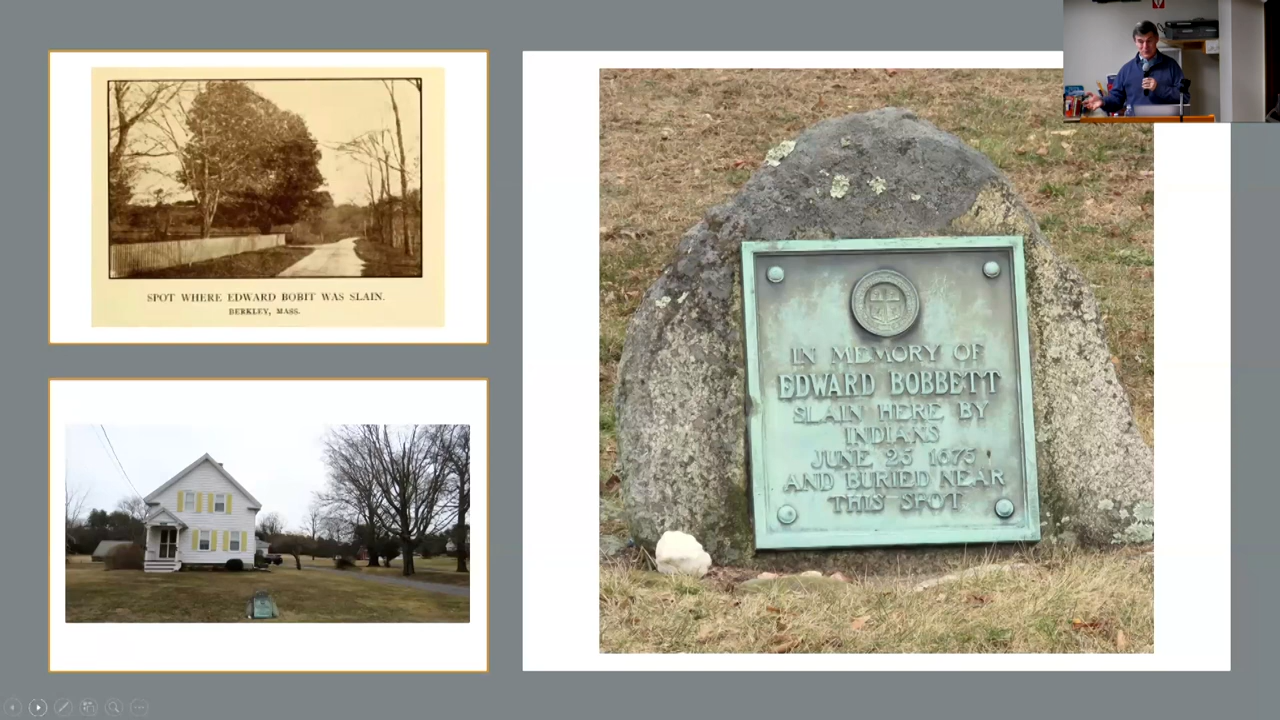 SPOT WHERE EDWARD BOBIT WAS SLAIN.
BERKLEY, MASS.
IN MEMORY OF
EDWARD BOBBETT
SLAIN HERE BY
INDIANS
JUNE 25 1675
AND BURIED NEAR
THIS SPOT